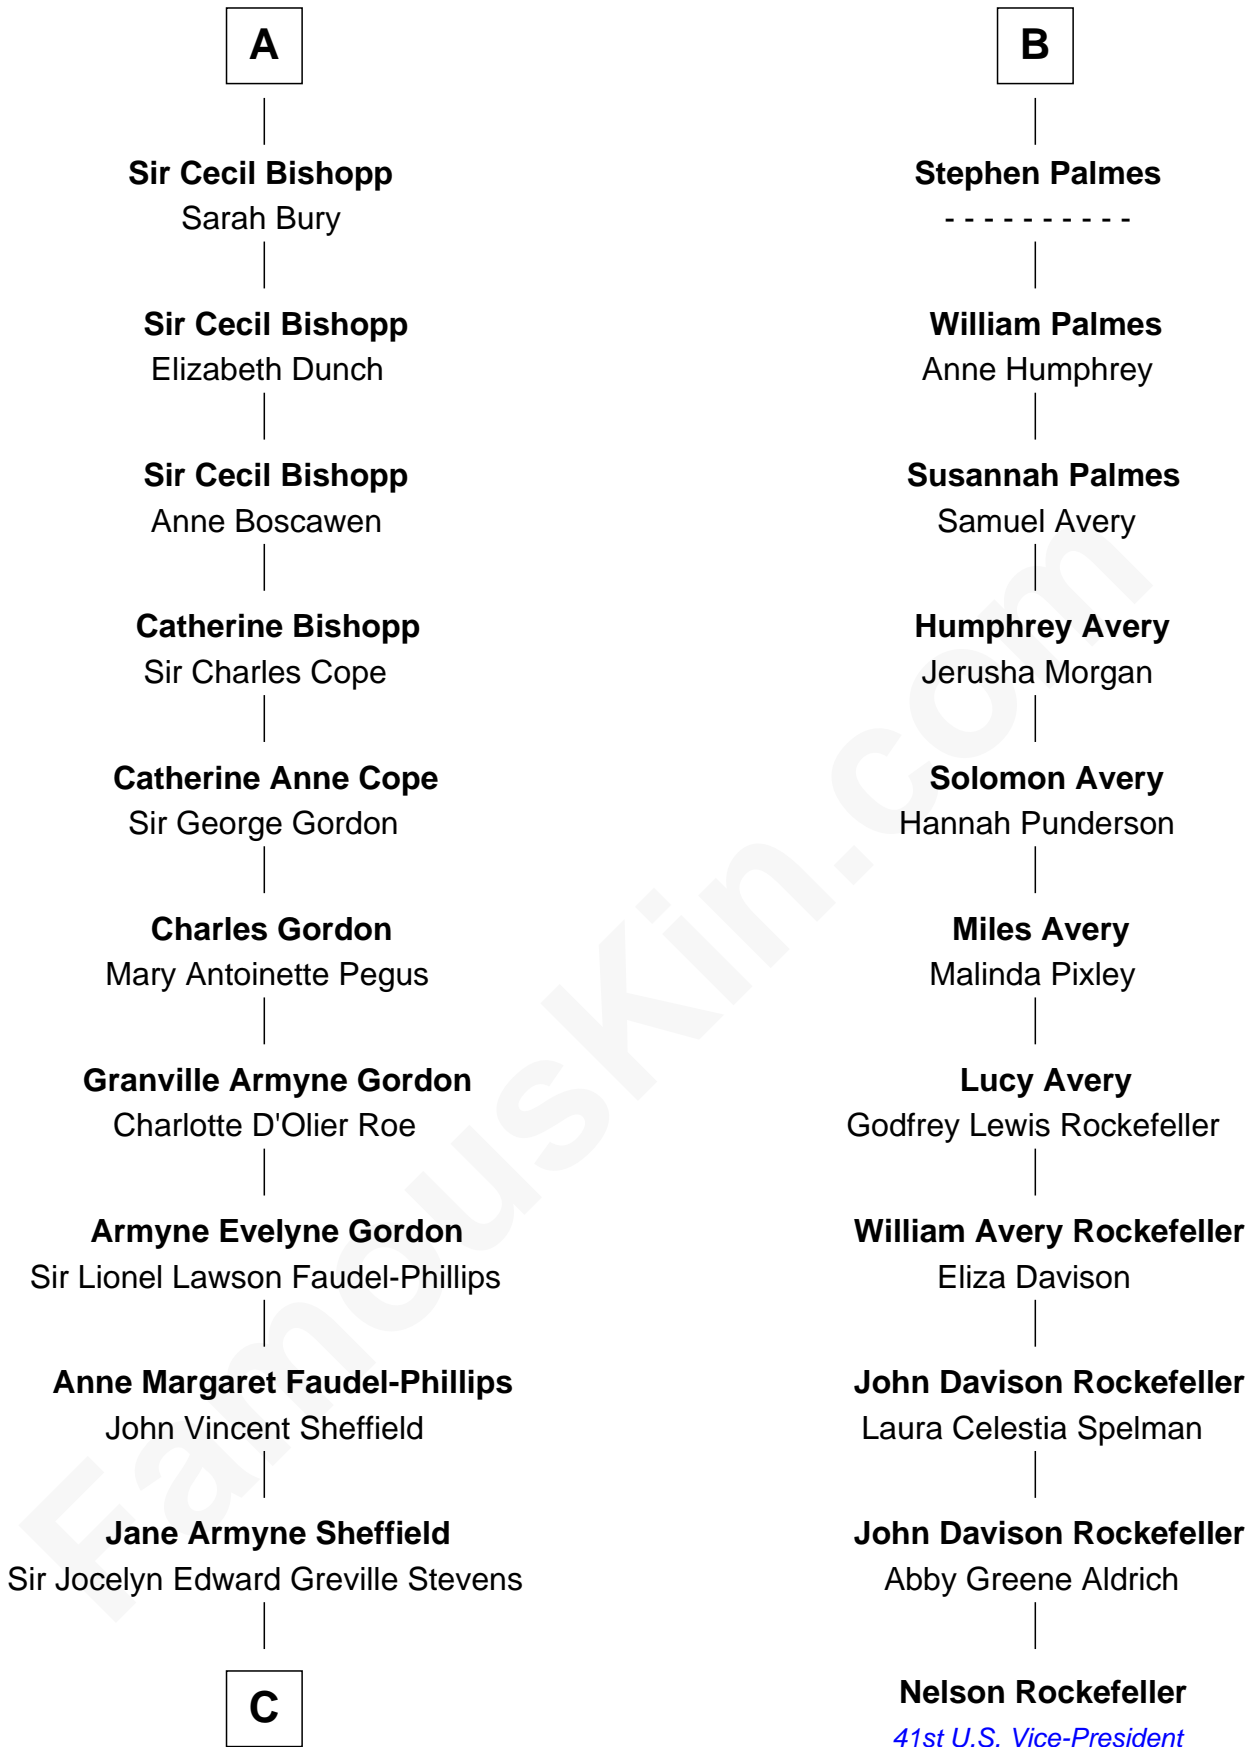 A
Sir Cecil Bishopp
Sarah Bury
Sir Cecil Bishopp
Elizabeth Dunch
Sir Cecil Bishopp
Anne Boscawen
Catherine Bishopp
Sir Charles Cope
Catherine Anne Cope
Sir George Gordon
Charles Gordon
Mary Antoinette Pegus
Granville Armyne Gordon
Charlotte D'Olier Roe
Armyne Evelyne Gordon
Sir Lionel Lawson Faudel-Phillips
Anne Margaret Faudel-Phillips
John Vincent Sheffield
Jane Armyne Sheffield
Sir Jocelyn Edward Greville Stevens
C
B
Stephen Palmes
- - - - - - - - - -
William Palmes
Anne Humphrey
Susannah Palmes
Samuel Avery
Humphrey Avery
Jerusha Morgan
Solomon Avery
Hannah Punderson
Miles Avery
Malinda Pixley
Lucy Avery
Godfrey Lewis Rockefeller
William Avery Rockefeller
Eliza Davison
John Davison Rockefeller
Laura Celestia Spelman
John Davison Rockefeller
Abby Greene Aldrich
Nelson Rockefeller
41st U.S. Vice-President
FamousKin.com